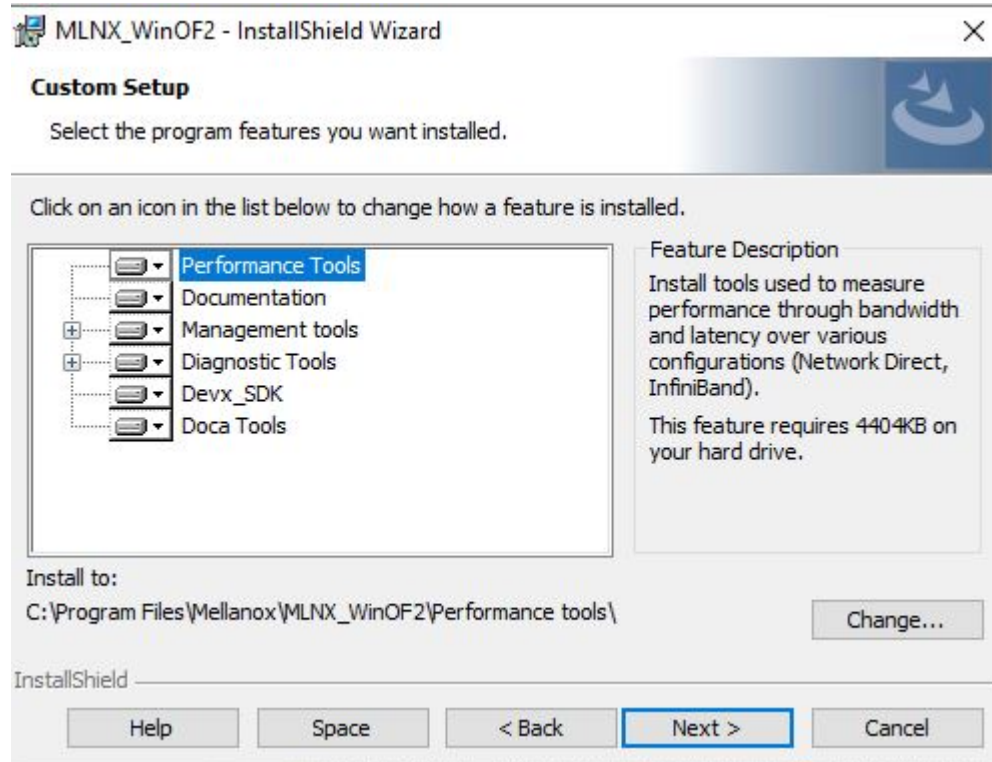 MLNX_WinOF2 - InstallShield Wizard
Custom Setup
Select the program features you want installed.
Click on an icon in the list below to change how a feature is installed.
Performance Tools
Documentation
Management tools
Diagnostic Tools
Devx_SDK
Doca Tools
Feature Description
Install tools used to measure
performance through bandwidth
and latency over various
configurations (Network Direct,
InfiniBand).
This feature requires 4404KB on
your hard drive.
Install to:
C:\Program Files\Mellanox\MLNX_WinOF2\Performance tools\
Change...
InstallShield
Help
Space
< Back
Next >
Cancel